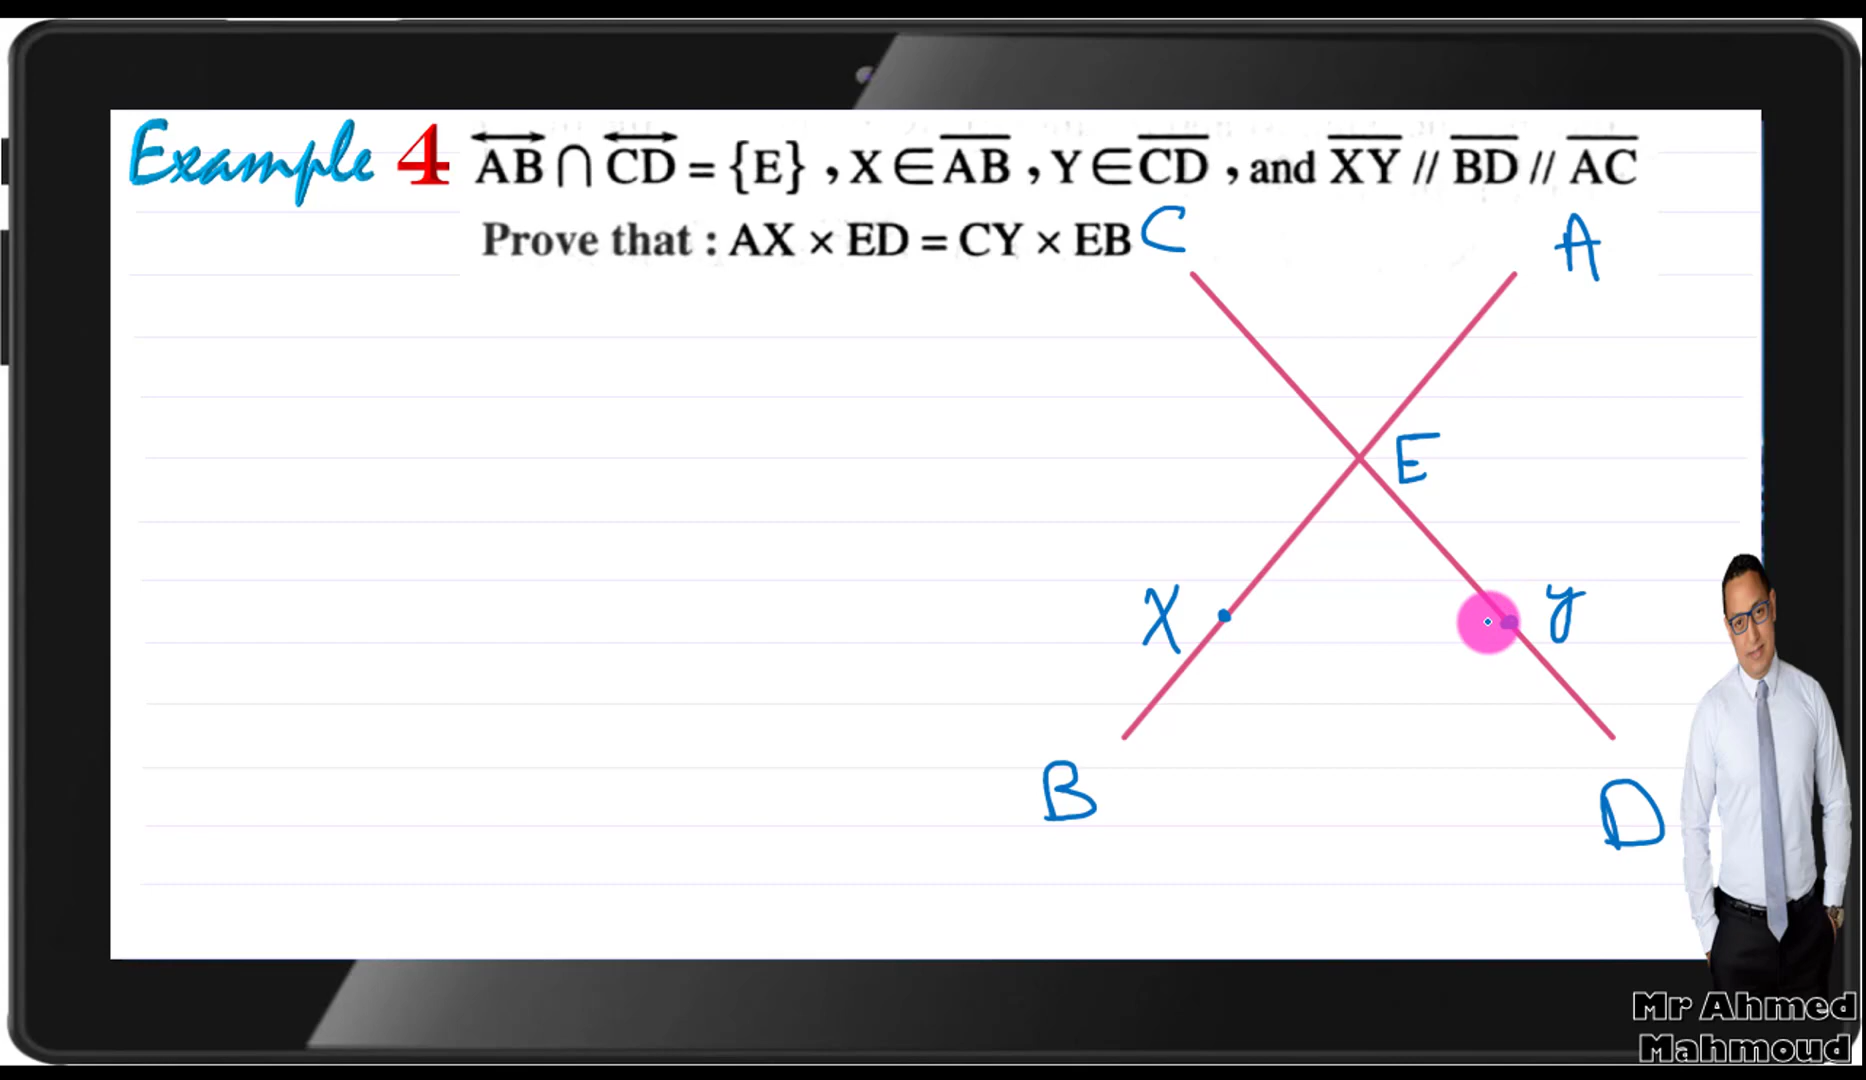 Example 4 AB ∩ CD = {E} , X ∈ AB , Y ∈ CD , and XY // BD // AC
Prove that : AX × ED = CY × EB
C
A
E
X
y
B
D
Mr Ahmed
Mahmoud